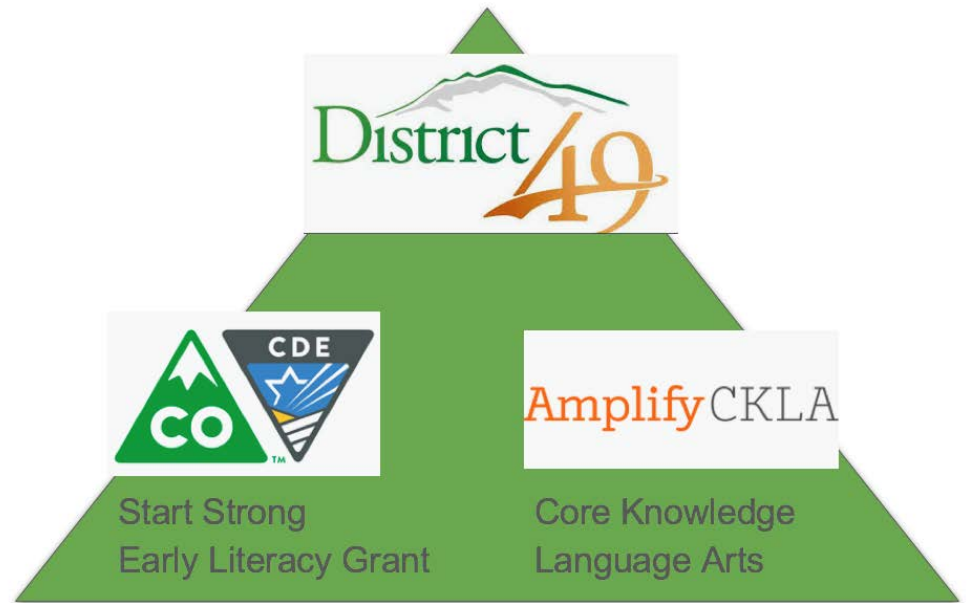 District 49
CO
TM
CDE
Amplify CKLA
Start Strong
Early Literacy Grant
Core Knowledge
Language Arts